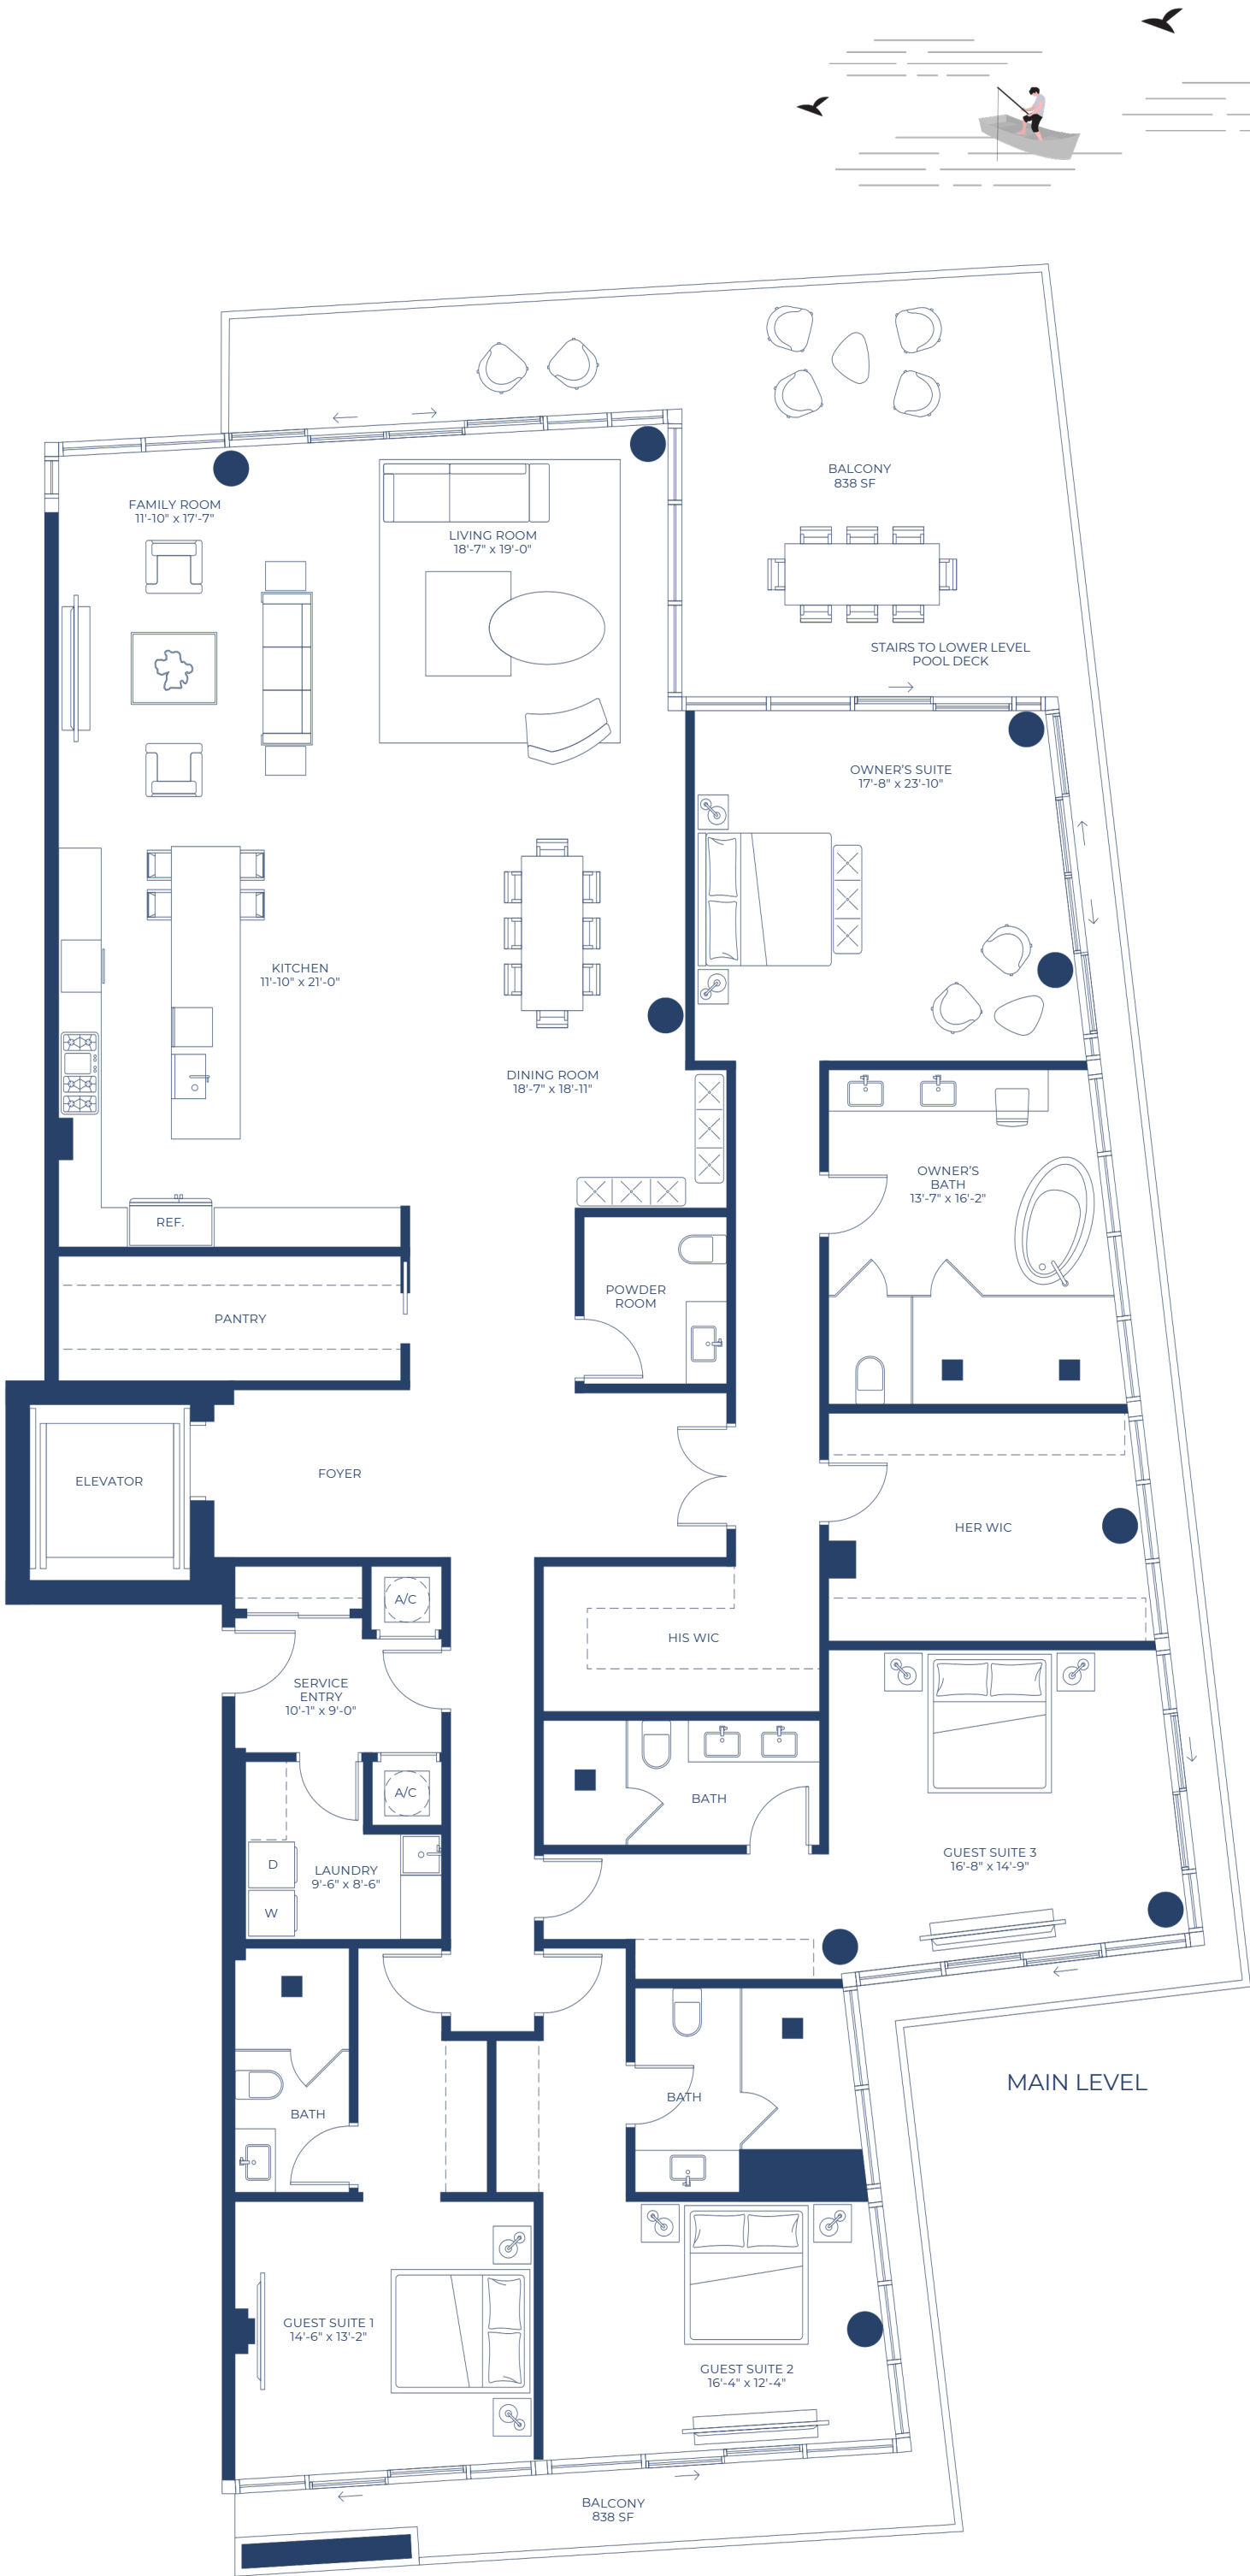 BALCONY
838 SF
FAMILY ROOM
11'-10" x 17'-7"
LIVING ROOM
18'-7" x 19'-0"
STAIRS TO LOWER LEVEL
POOL DECK
OWNER'S SUITE
17'-8" x 23'-10"
KITCHEN
11'-10" x 21'-0"
DINING ROOM
18'-7" x 18'-11"
OWNER'S
BATH
13'-7" x 16'-2"
REF.
POWDER
ROOM
PANTRY
ELEVATOR
FOYER
HER WIC
A/C
HIS WIC
SERVICE
ENTRY
10'-1" x 9'-0"
A/C
BATH
D
LAUNDRY
9'-6" x 8'-6"
W
GUEST SUITE 3
16'-8" x 14'-9"
MAIN LEVEL
BATH
BATH
GUEST SUITE 1
14'-6" x 13'-2"
GUEST SUITE 2
16'-4" x 12'-4"
BALCONY
838 SF